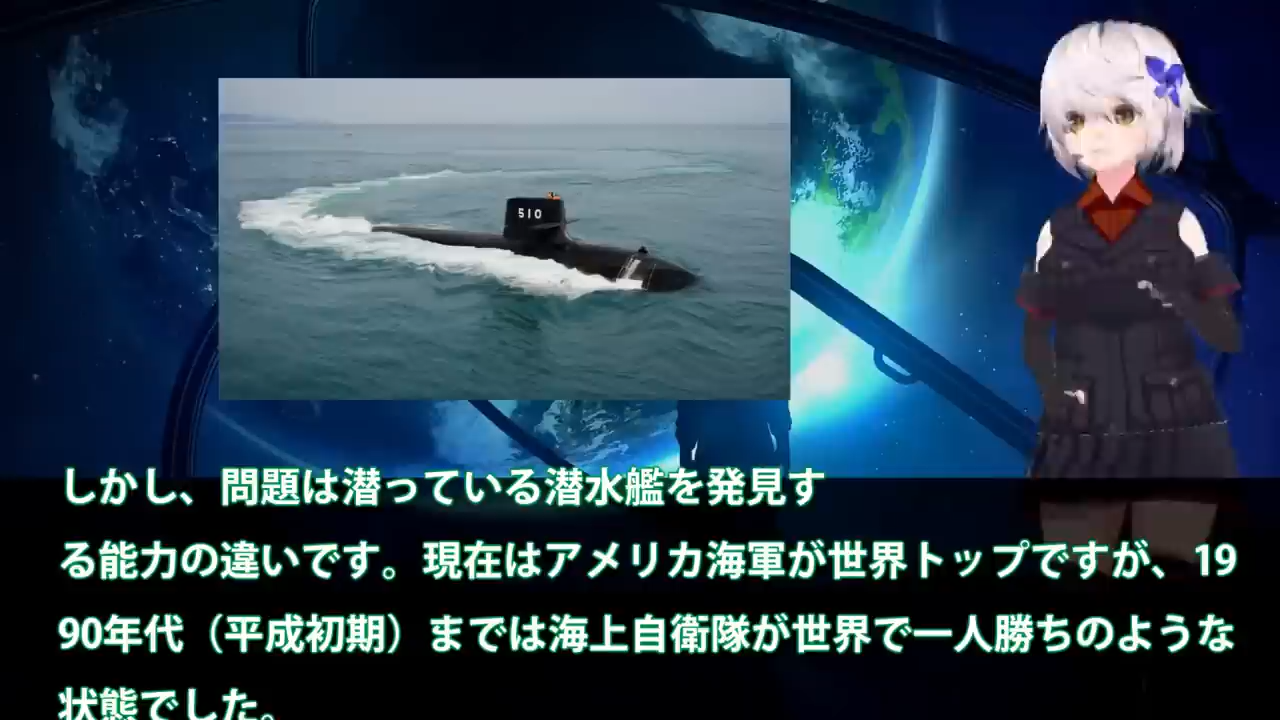 510
しかし、問題は潜っている潜水艦を発見す
る能力の違いです。現在はアメリカ海軍が世界トップですが、19
90年代（平成初期）までは海上自衛隊が世界で一人勝ちのような
状態でした。